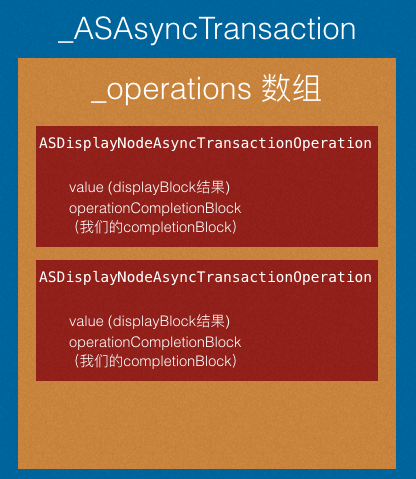 _ASAsyncTransaction
_operations 数组
ASDisplayNodeAsyncTransactionOperation
value (displayBlock结果)
operationCompletionBlock
（我们的completionBlock）
ASDisplayNodeAsyncTransactionOperation
value (displayBlock结果)
operationCompletionBlock
（我们的completionBlock）